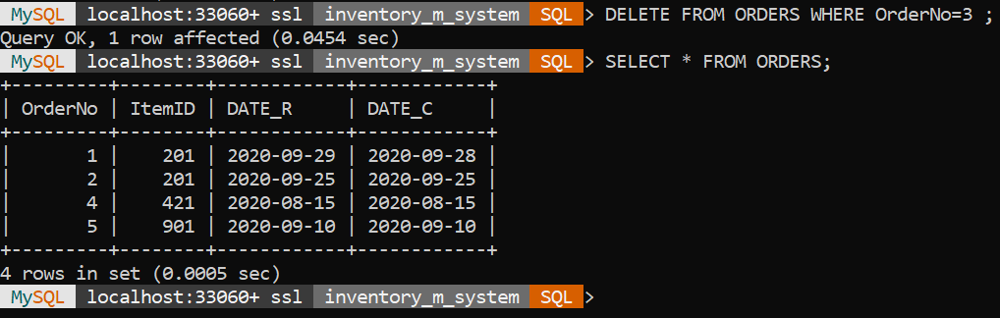 MySQL localhost:33060+ ssl inventory_m_system SQL > DELETE FROM ORDERS WHERE OrderNo=3 ;
Query OK, 1 row affected (0.0454 sec)
MySQL localhost:33060+ ssl inventory_m_system SQL > SELECT * FROM ORDERS;
+---------+--------+------------+------------+
| OrderNo | ItemID | DATE_R     | DATE_C     |
+---------+--------+------------+------------+
|       1 |    201 | 2020-09-29 | 2020-09-28 |
|       2 |    201 | 2020-09-25 | 2020-09-25 |
|       4 |    421 | 2020-08-15 | 2020-08-15 |
|       5 |    901 | 2020-09-10 | 2020-09-10 |
+---------+--------+------------+------------+
4 rows in set (0.0005 sec)
MySQL localhost:33060+ ssl inventory_m_system SQL >